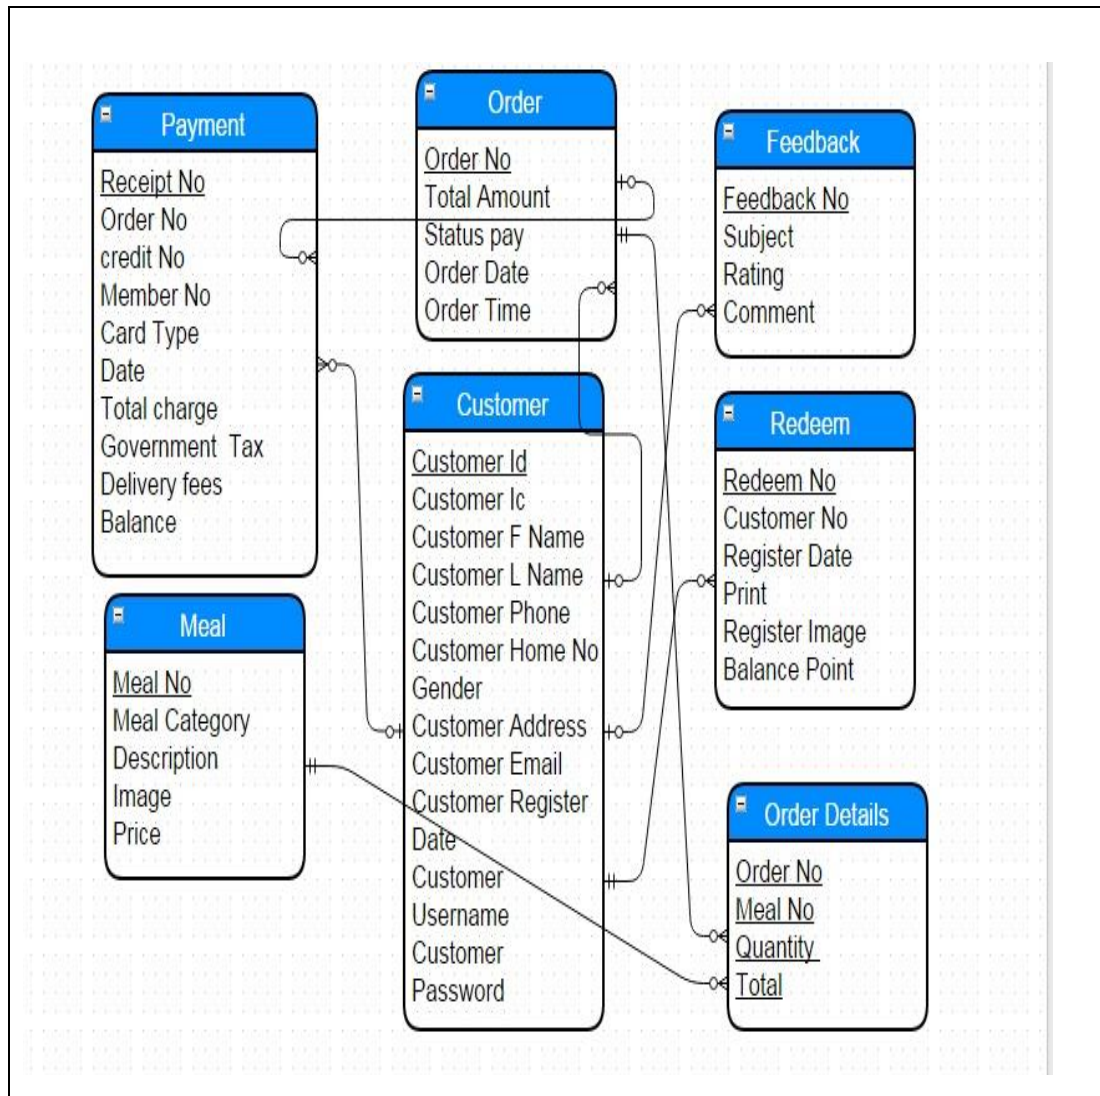 Payment
Receipt No
Order No
credit No
Member No
Card Type
Date
Total charge
Government Tax
Delivery fees
Balance
Order
Order No
Total Amount
Status pay
Order Date
Order Time
Feedback
Feedback No
Subject
Rating
Comment
Customer
Customer Id
Customer Ic
Customer F Name
Customer L Name
Customer Phone
Customer Home No
Gender
Customer Address
Customer Email
Customer Register
Date
Customer
Username
Customer
Password
Redeem
Redeem No
Customer No
Register Date
Print
Register Image
Balance Point
Meal
Meal No
Meal Category
Description
Image
Price
Order Details
Order No
Meal No
Quantity
Total